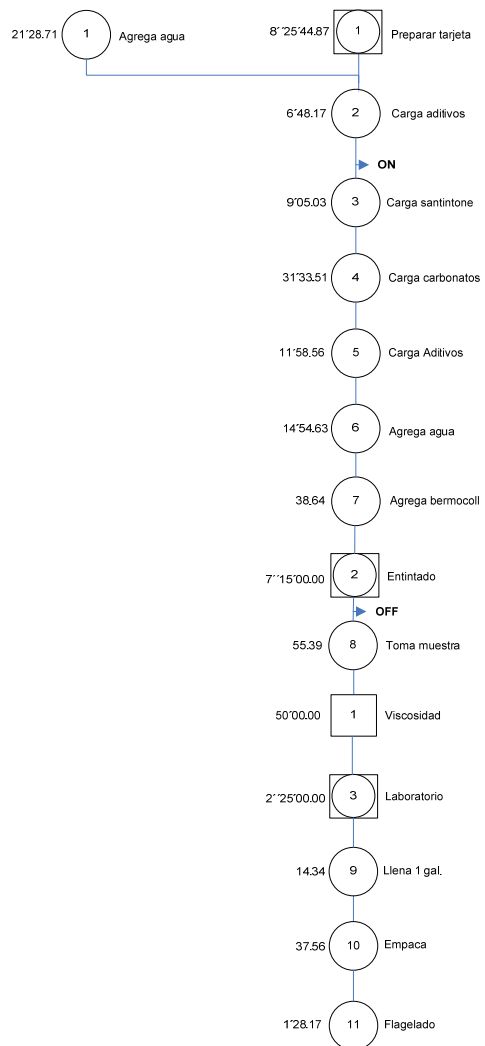 21´28.71 1 Agrega agua 8´´25´44.87 1 Preparar tarjeta
6´48.17 2 Carga aditivos
ON
9´05.03 3 Carga santintone
31´33.51 4 Carga carbonatos
11´58.56 5 Carga Aditivos
14´54.63 6 Agrega agua
38.64 7 Agrega bermocoll
7´´15´00.00 2 Entintado
OFF
55.39 8 Toma muestra
50´00.00 1 Viscosidad
2´´25´00.00 3 Laboratorio
14.34 9 Llena 1 gal.
37.56 10 Empaca
1´28.17 11 Flagelado